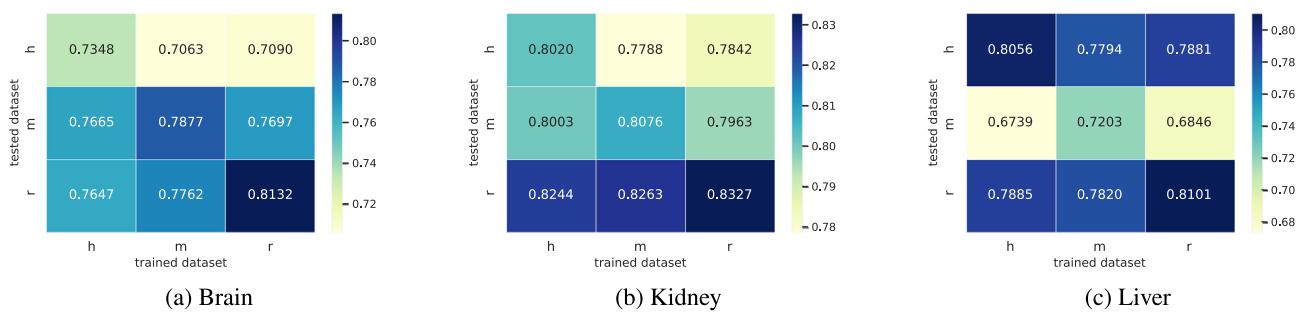 h 0.7348 0.7063 0.7090
m 0.7665 0.7877 0.7697
r 0.7647 0.7762 0.8132
h m r
tested dataset
trained dataset
0.80
0.78
0.76
0.74
0.72
(a) Brain
h 0.8020 0.7788 0.7842
m 0.8003 0.8076 0.7963
r 0.8244 0.8263 0.8327
h m r
tested dataset
trained dataset
0.83
0.82
0.81
0.80
0.79
0.78
(b) Kidney
h 0.8056 0.7794 0.7881
m 0.6739 0.7203 0.6846
r 0.7885 0.7820 0.8101
h m r
tested dataset
trained dataset
0.80
0.78
0.76
0.74
0.72
0.70
0.68
(c) Liver